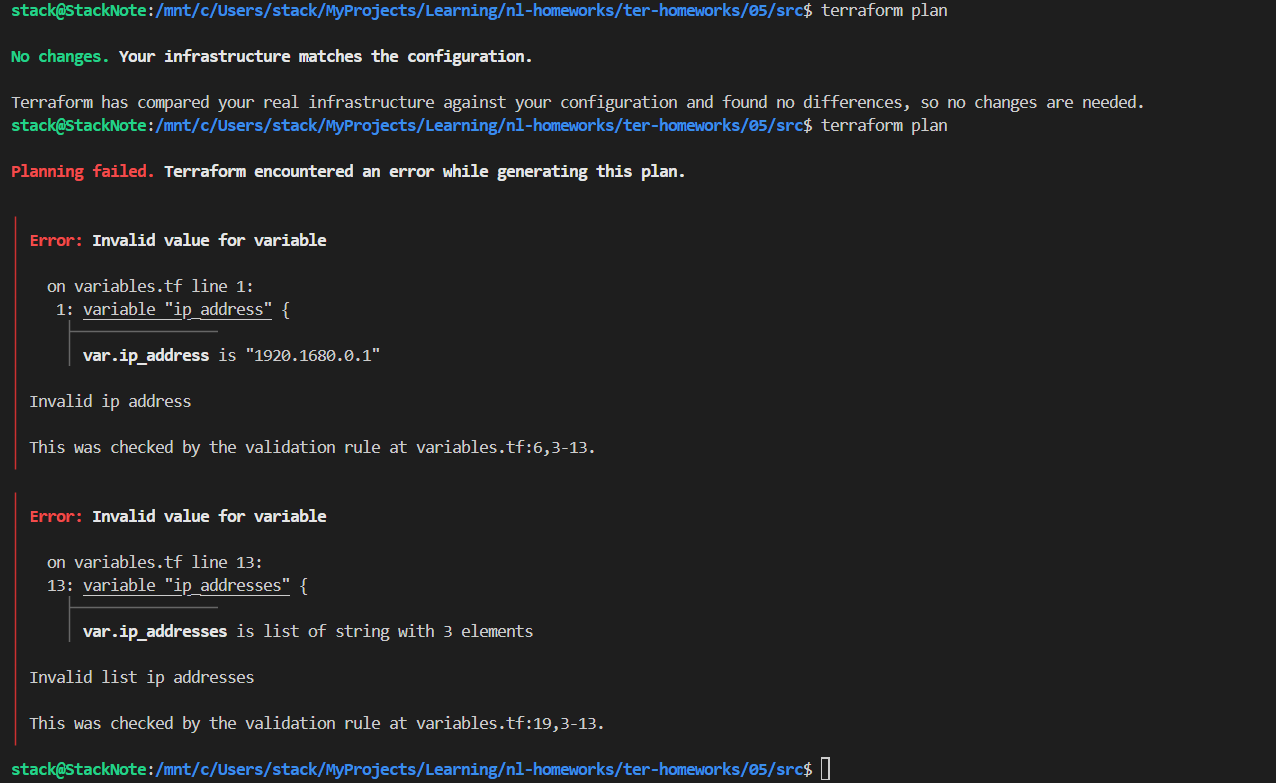 stack@StackNote:/mnt/c/Users/stack/MyProjects/Learning/nl-homeworks/ter-homeworks/05/src$ terraform plan
No changes. Your infrastructure matches the configuration.
Terraform has compared your real infrastructure against your configuration and found no differences, so no changes are needed.
stack@StackNote:/mnt/c/Users/stack/MyProjects/Learning/nl-homeworks/ter-homeworks/05/src$ terraform plan
Planning failed. Terraform encountered an error while generating this plan.
Error: Invalid value for variable
on variables.tf line 1:
1: variable "ip_address" {
var.ip_address is "1920.1680.0.1"
Invalid ip address
This was checked by the validation rule at variables.tf:6,3-13.
Error: Invalid value for variable
on variables.tf line 13:
13: variable "ip_addresses" {
var.ip_addresses is list of string with 3 elements
Invalid list ip addresses
This was checked by the validation rule at variables.tf:19,3-13.
stack@StackNote:/mnt/c/Users/stack/MyProjects/Learning/nl-homeworks/ter-homeworks/05/src$